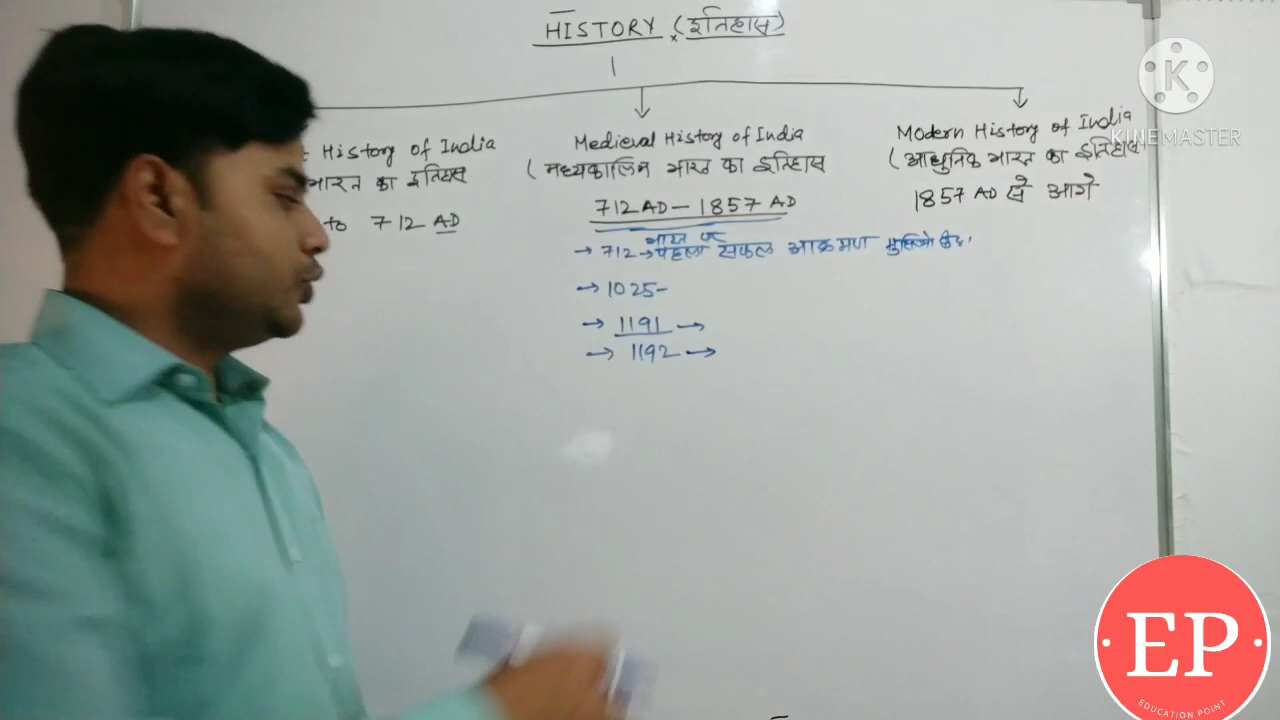 HISTORY (इतिहास)
History of India
भारत का इतिहास
to 712 AD
Medieval History of India
(मध्यकालिन भारत का इतिहास
712 AD - 1857 AD
भारत पर
→ 712 → पहला सफल आक्रमण
→ 1025 -
→ 1191 →
→ 1192 →
Modern History of India
(आधुनिक भारत का इतिहास
1857 AD से आगे
K
KINEMASTER
EP
EDUCATION POINT